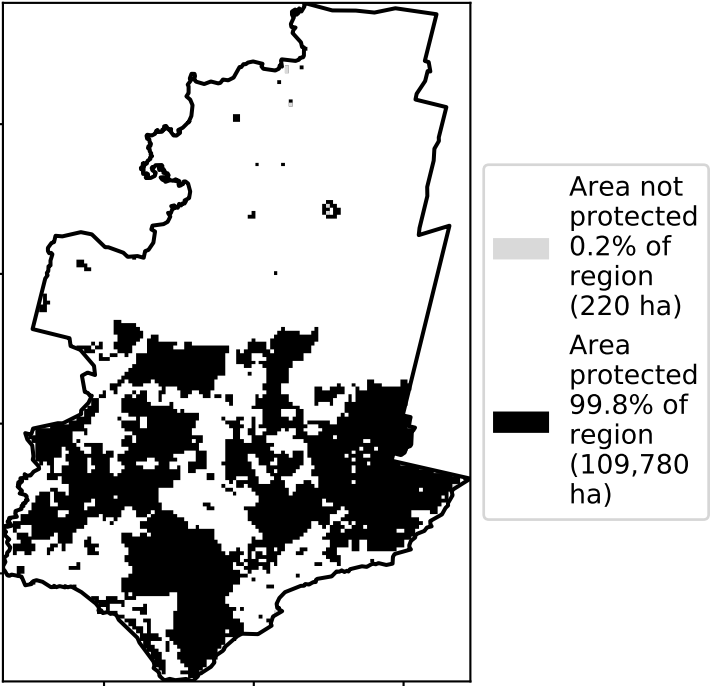 Area not
protected
0.2% of
region
(220 ha)
Area
protected
99.8% of
region
(109,780
ha)